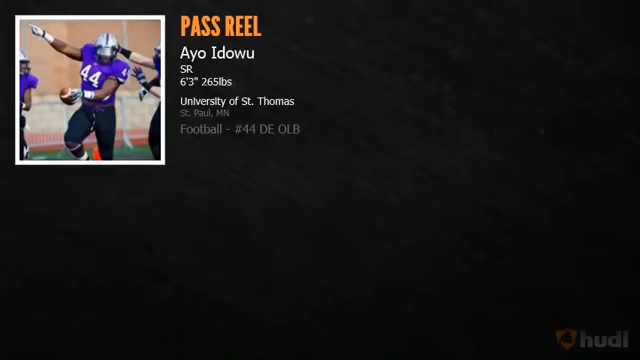 PASS REEL
Ayo Idowu
SR
6'3" 265lbs
University of St. Thomas
St. Paul, MN
Football - #44 DE OLB
44
hudl